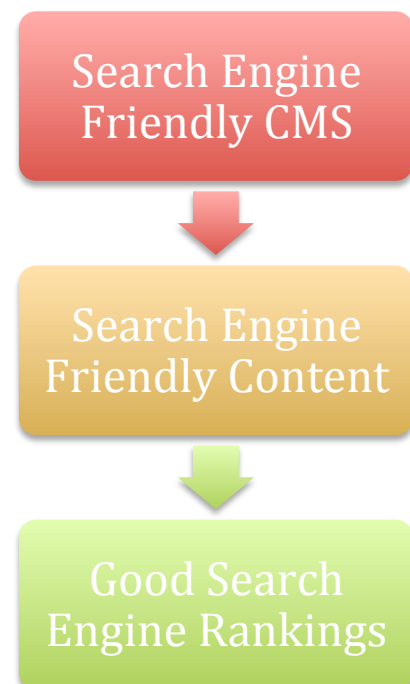 Search Engine
Friendly CMS
Search Engine
Friendly Content
Good Search
Engine Rankings